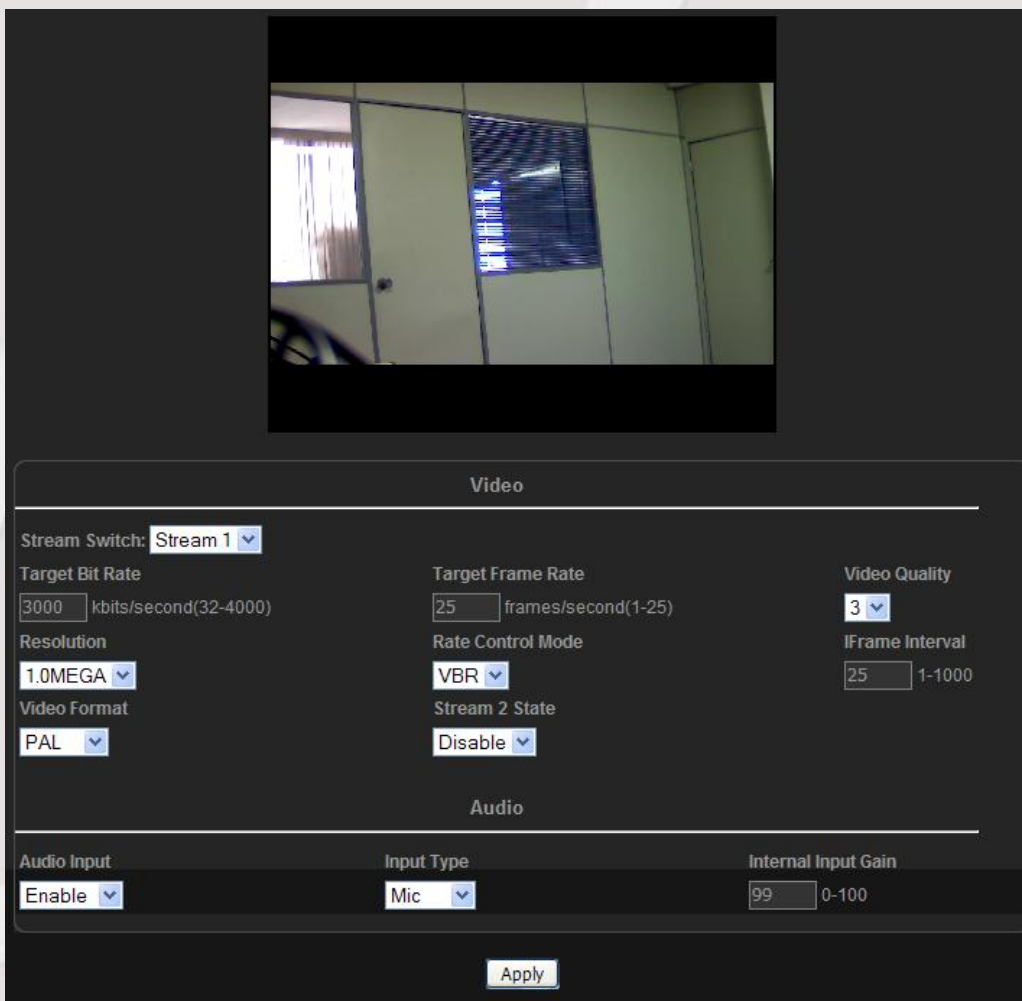 Video
Stream Switch: Stream 1
Target Bit Rate Target Frame Rate Video Quality
3000 kbits/second(32-4000) 25 frames/second(1-25) 3
Resolution Rate Control Mode IFrame Interval
1.0MEGA VBR 25 1-1000
Video Format Stream 2 State
PAL Disable
Audio
Audio Input Input Type Internal Input Gain
Enable Mic 99 0-100
Apply